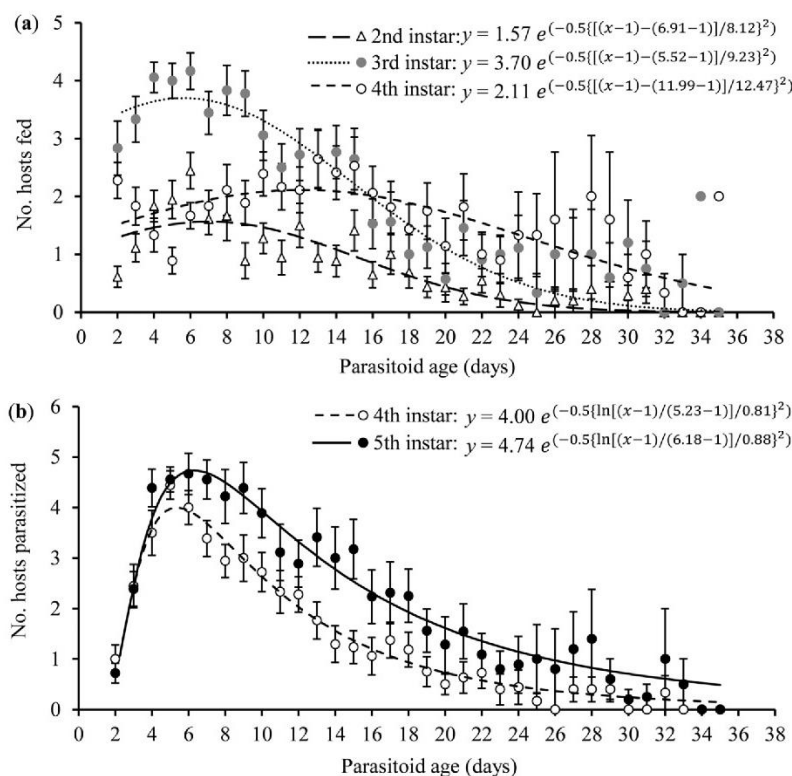 (a)
2nd instar: y = 1.57 e^(−0.5{[(x−1)−(6.91−1)]/8.12}²)
3rd instar: y = 3.70 e^(−0.5{[(x−1)−(5.52−1)]/9.23}²)
4th instar: y = 2.11 e^(−0.5{[(x−1)−(11.99−1)]/12.47}²)
No. hosts fed
5
4
3
2
1
0
0 2 4 6 8 10 12 14 16 18 20 22 24 26 28 30 32 34 36 38
Parasitoid age (days)
(b)
4th instar: y = 4.00 e^(−0.5{ln[(x−1)/(5.23−1)]/0.81}²)
5th instar: y = 4.74 e^(−0.5{ln[(x−1)/(6.18−1)]/0.88}²)
No. hosts parasitized
6
5
4
3
2
1
0
0 2 4 6 8 10 12 14 16 18 20 22 24 26 28 30 32 34 36 38
Parasitoid age (days)